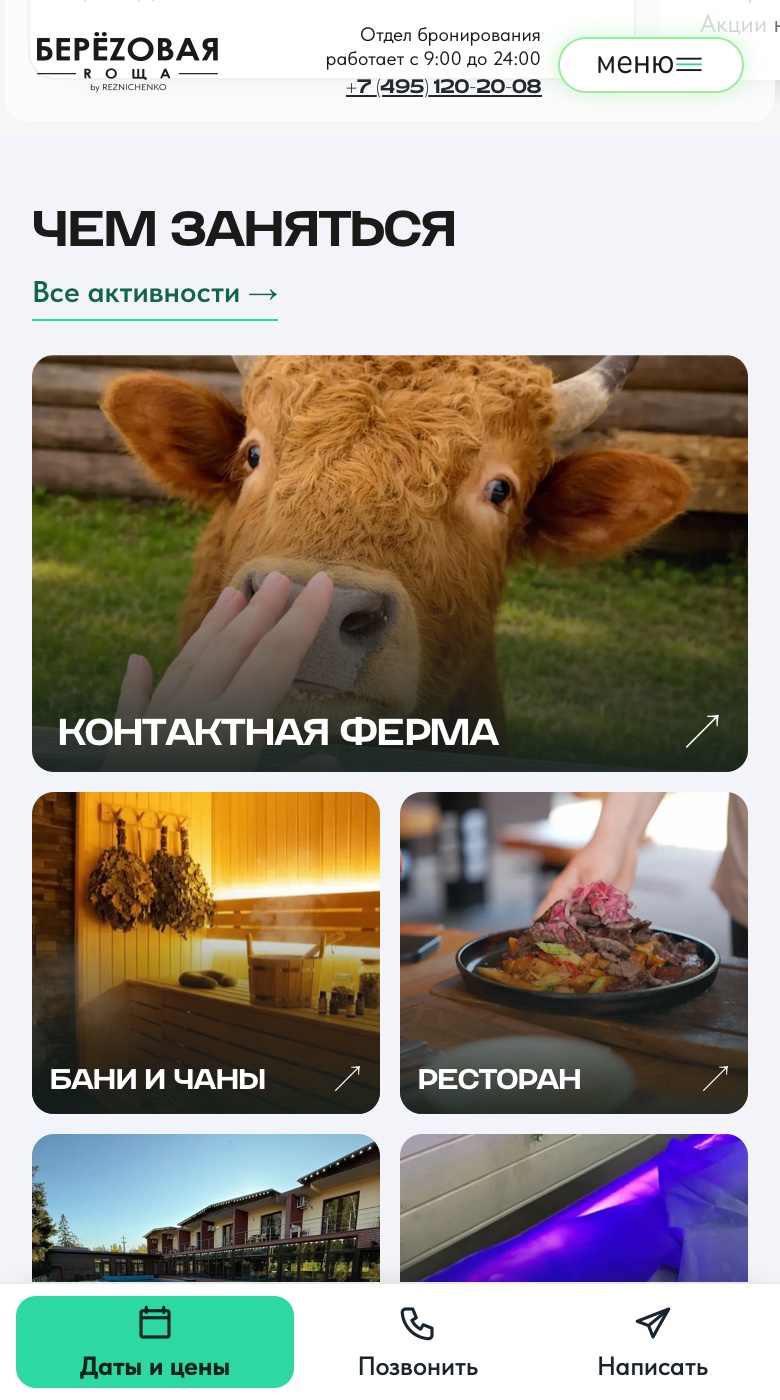 Акции
БЕРЁZОВАЯ
РОЩА
by REZNICHENKO
Отдел бронирования
работает с 9:00 до 24:00
+7 (495) 120-20-08
меню
ЧЕМ ЗАНЯТЬСЯ
Все активности →
КОНТАКТНАЯ ФЕРМА
БАНИ И ЧАНЫ
РЕСТОРАН
Даты и цены
Позвонить
Написать